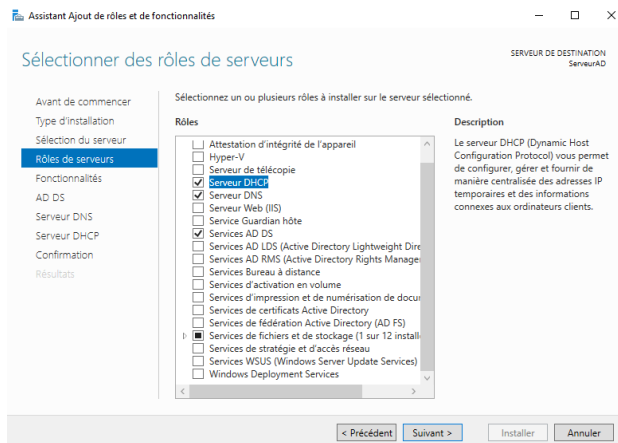 Assistant Ajout de rôles et de fonctionnalités
Sélectionner des rôles de serveurs
SERVEUR DE DESTINATION
ServeurAD
Avant de commencer
Type d'installation
Sélection du serveur
Rôles de serveurs
Fonctionnalités
AD DS
Serveur DNS
Serveur DHCP
Confirmation
Résultats
Sélectionnez un ou plusieurs rôles à installer sur le serveur sélectionné.
Rôles
Attestation d'intégrité de l'appareil
Hyper-V
Serveur de télécopie
Serveur DHCP
Serveur DNS
Serveur Web (IIS)
Service Guardian hôte
Services AD DS
Services AD LDS (Active Directory Lightweight Dire
Services AD RMS (Active Directory Rights Manage
Services Bureau à distance
Services d'activation en volume
Services d'impression et de numérisation de docu
Services de certificats Active Directory
Services de fédération Active Directory (AD FS)
Services de fichiers et de stockage (1 sur 12 install
Services de stratégie et d'accès réseau
Services WSUS (Windows Server Update Services)
Windows Deployment Services
Description
Le serveur DHCP (Dynamic Host
Configuration Protocol) vous permet
de configurer, gérer et fournir de
manière centralisée des adresses IP
temporaires et des informations
connexes aux ordinateurs clients.
< Précédent
Suivant >
Installer
Annuler